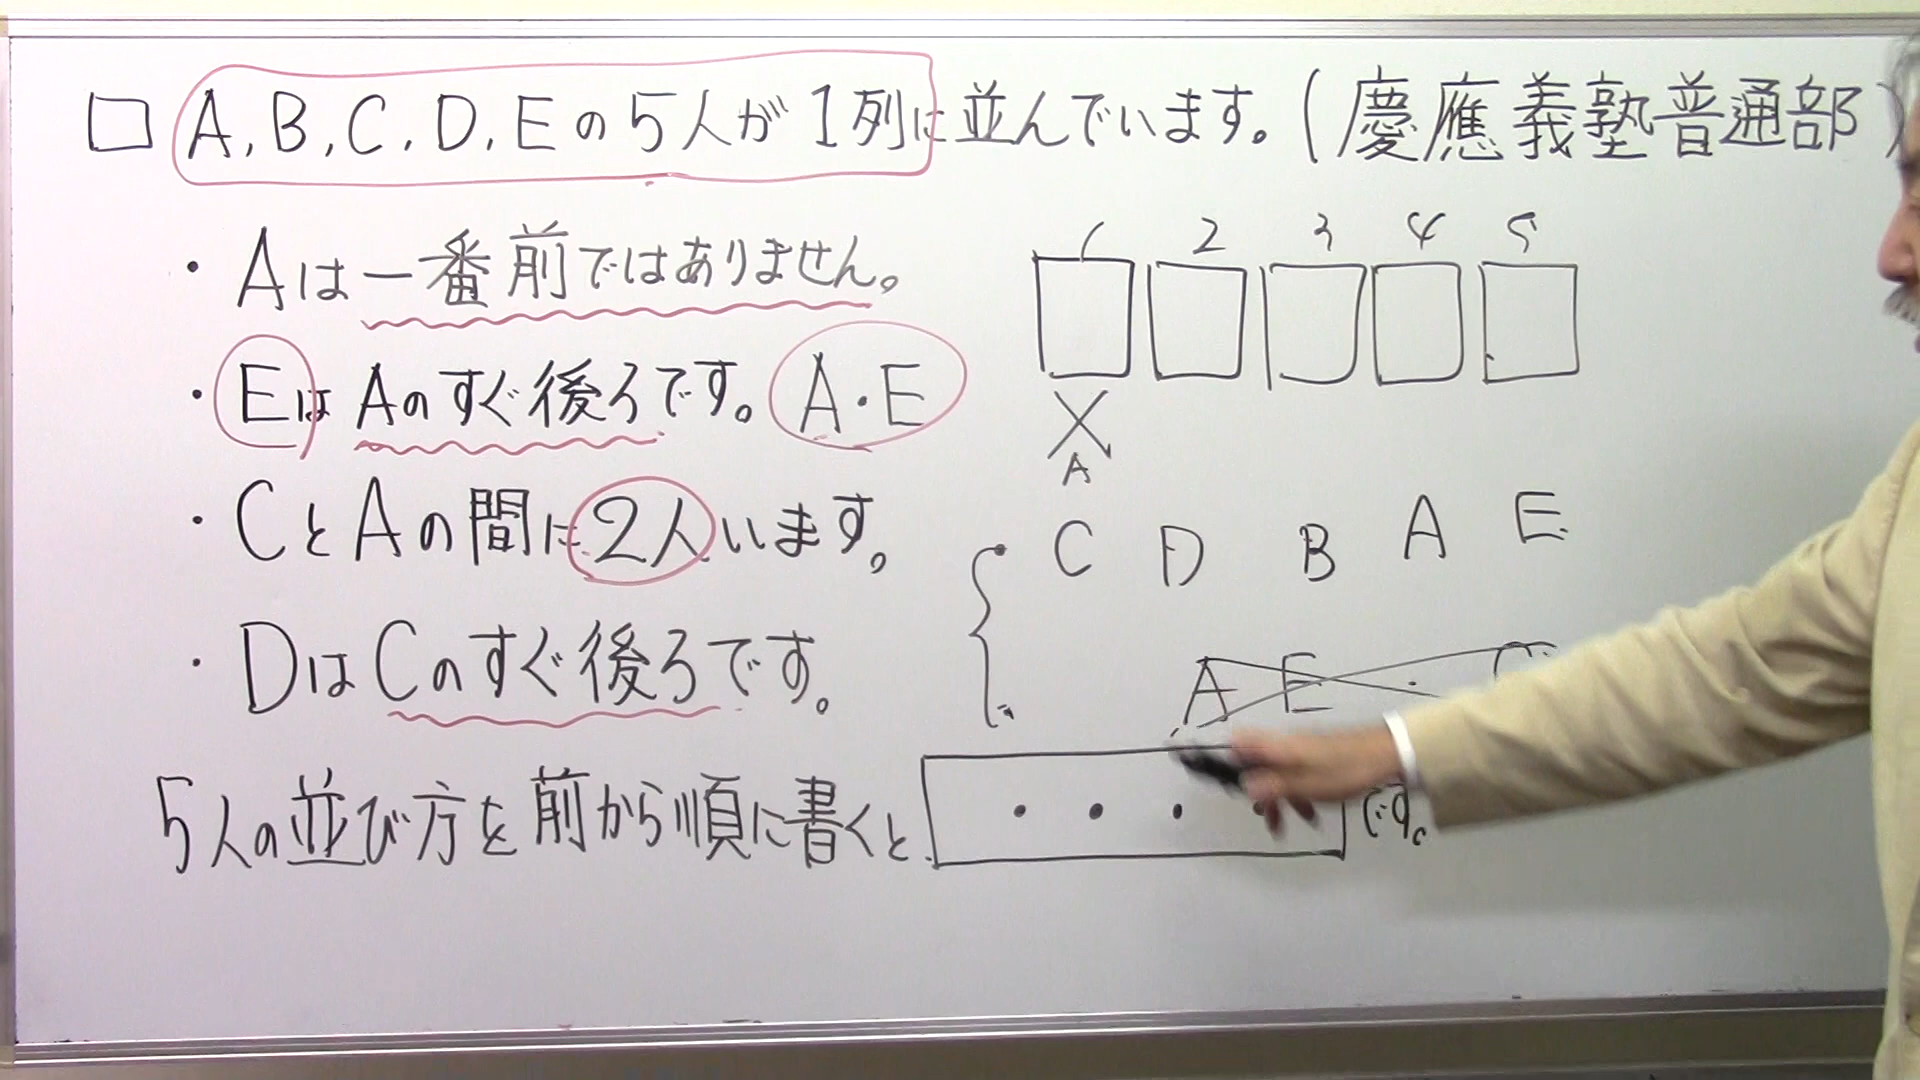 □ A, B, C, D, Eの5人が1列に並んでいます。(慶應義塾普通部)
・Aは一番前ではありません。
・EはAのすぐ後ろです。 A・E
・CとAの間に2人います。
・DはCのすぐ後ろです。
5人の並び方を前から順に書くと ・ ・ ・ ・ です。
1 2 3 4 5
×
A
C D B A E
A E